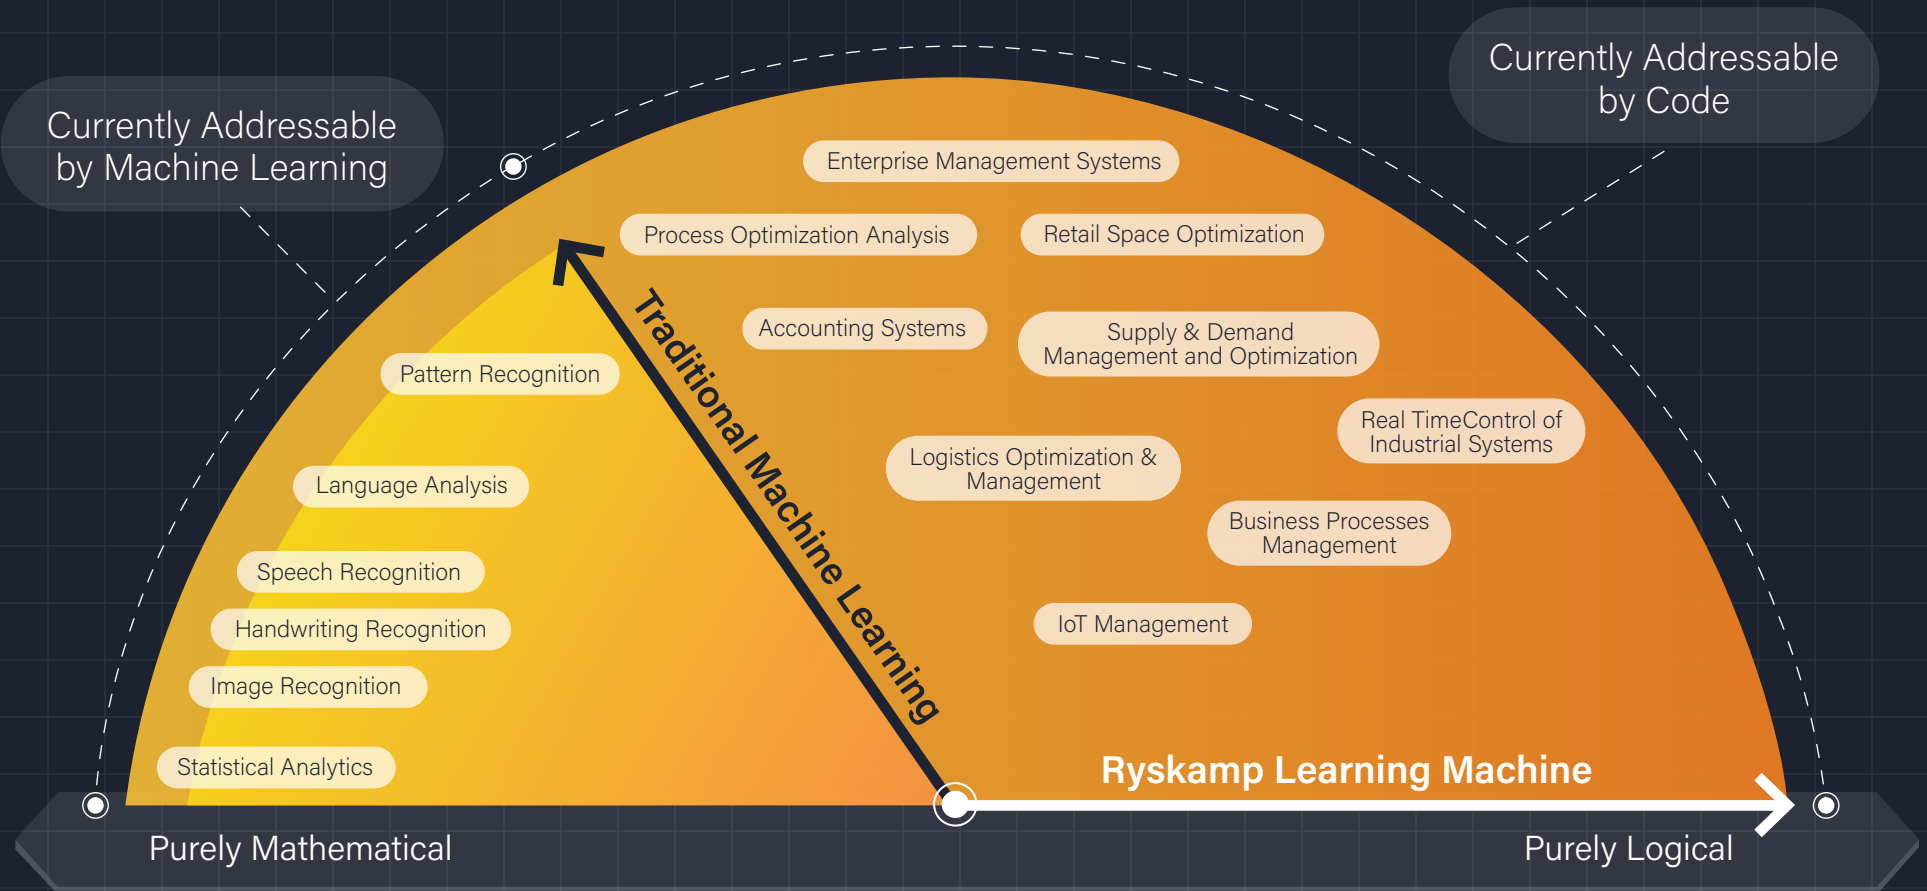 Currently Addressable
by Machine Learning
Currently Addressable
by Code
Enterprise Management Systems
Process Optimization Analysis
Retail Space Optimization
Accounting Systems
Supply & Demand
Management and Optimization
Pattern Recognition
Real TimeControl of
Industrial Systems
Logistics Optimization &
Management
Language Analysis
Business Processes
Management
Speech Recognition
Handwriting Recognition
IoT Management
Image Recognition
Statistical Analytics
Traditional Machine Learning
Ryskamp Learning Machine
Purely Mathematical
Purely Logical